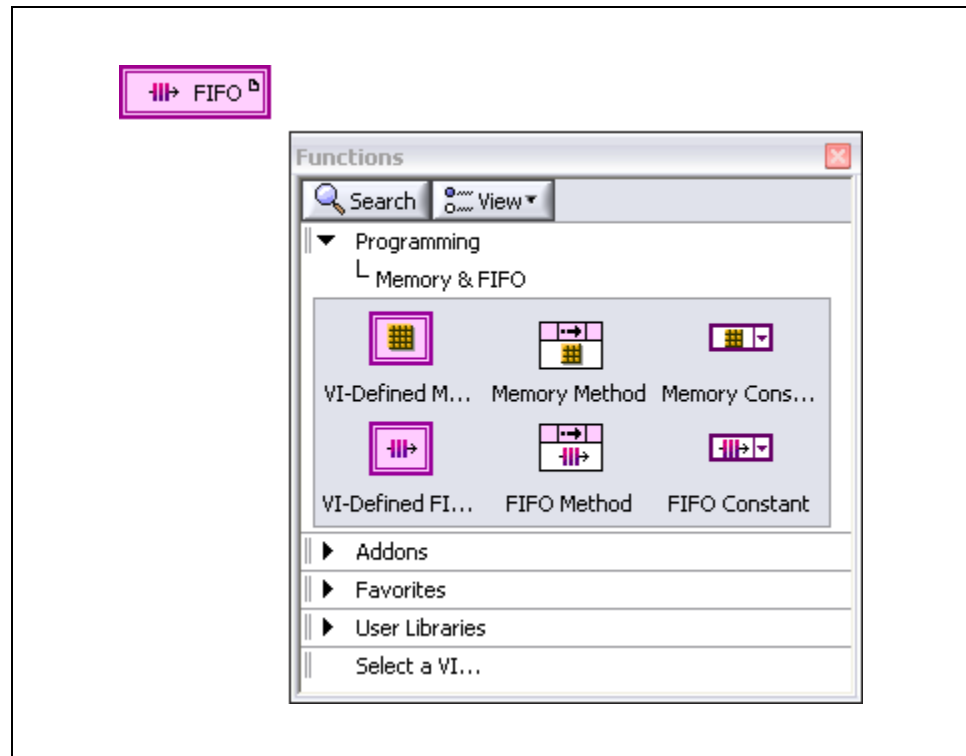 FIFO
Functions
Search View
Programming
Memory & FIFO
VI-Defined M... Memory Method Memory Cons...
VI-Defined FI... FIFO Method FIFO Constant
Addons
Favorites
User Libraries
Select a VI...